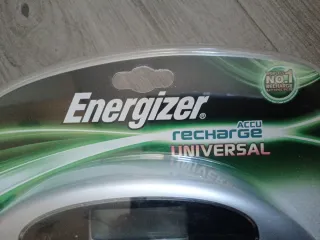 NO.1
Energizer®
ACCU
recharge
UNIVERSAL